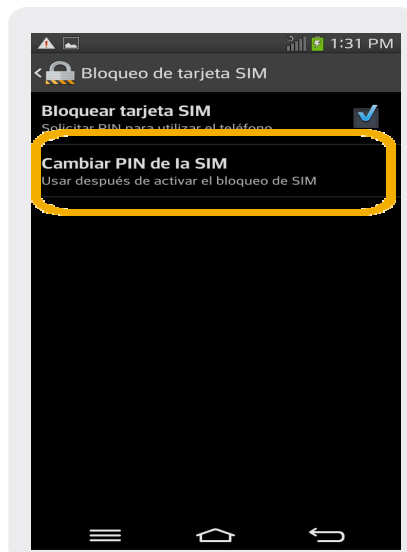 1:31 PM
Bloqueo de tarjeta SIM
Bloquear tarjeta SIM
Solicitar PIN para utilizar el teléfono
Cambiar PIN de la SIM
Usar después de activar el bloqueo de SIM